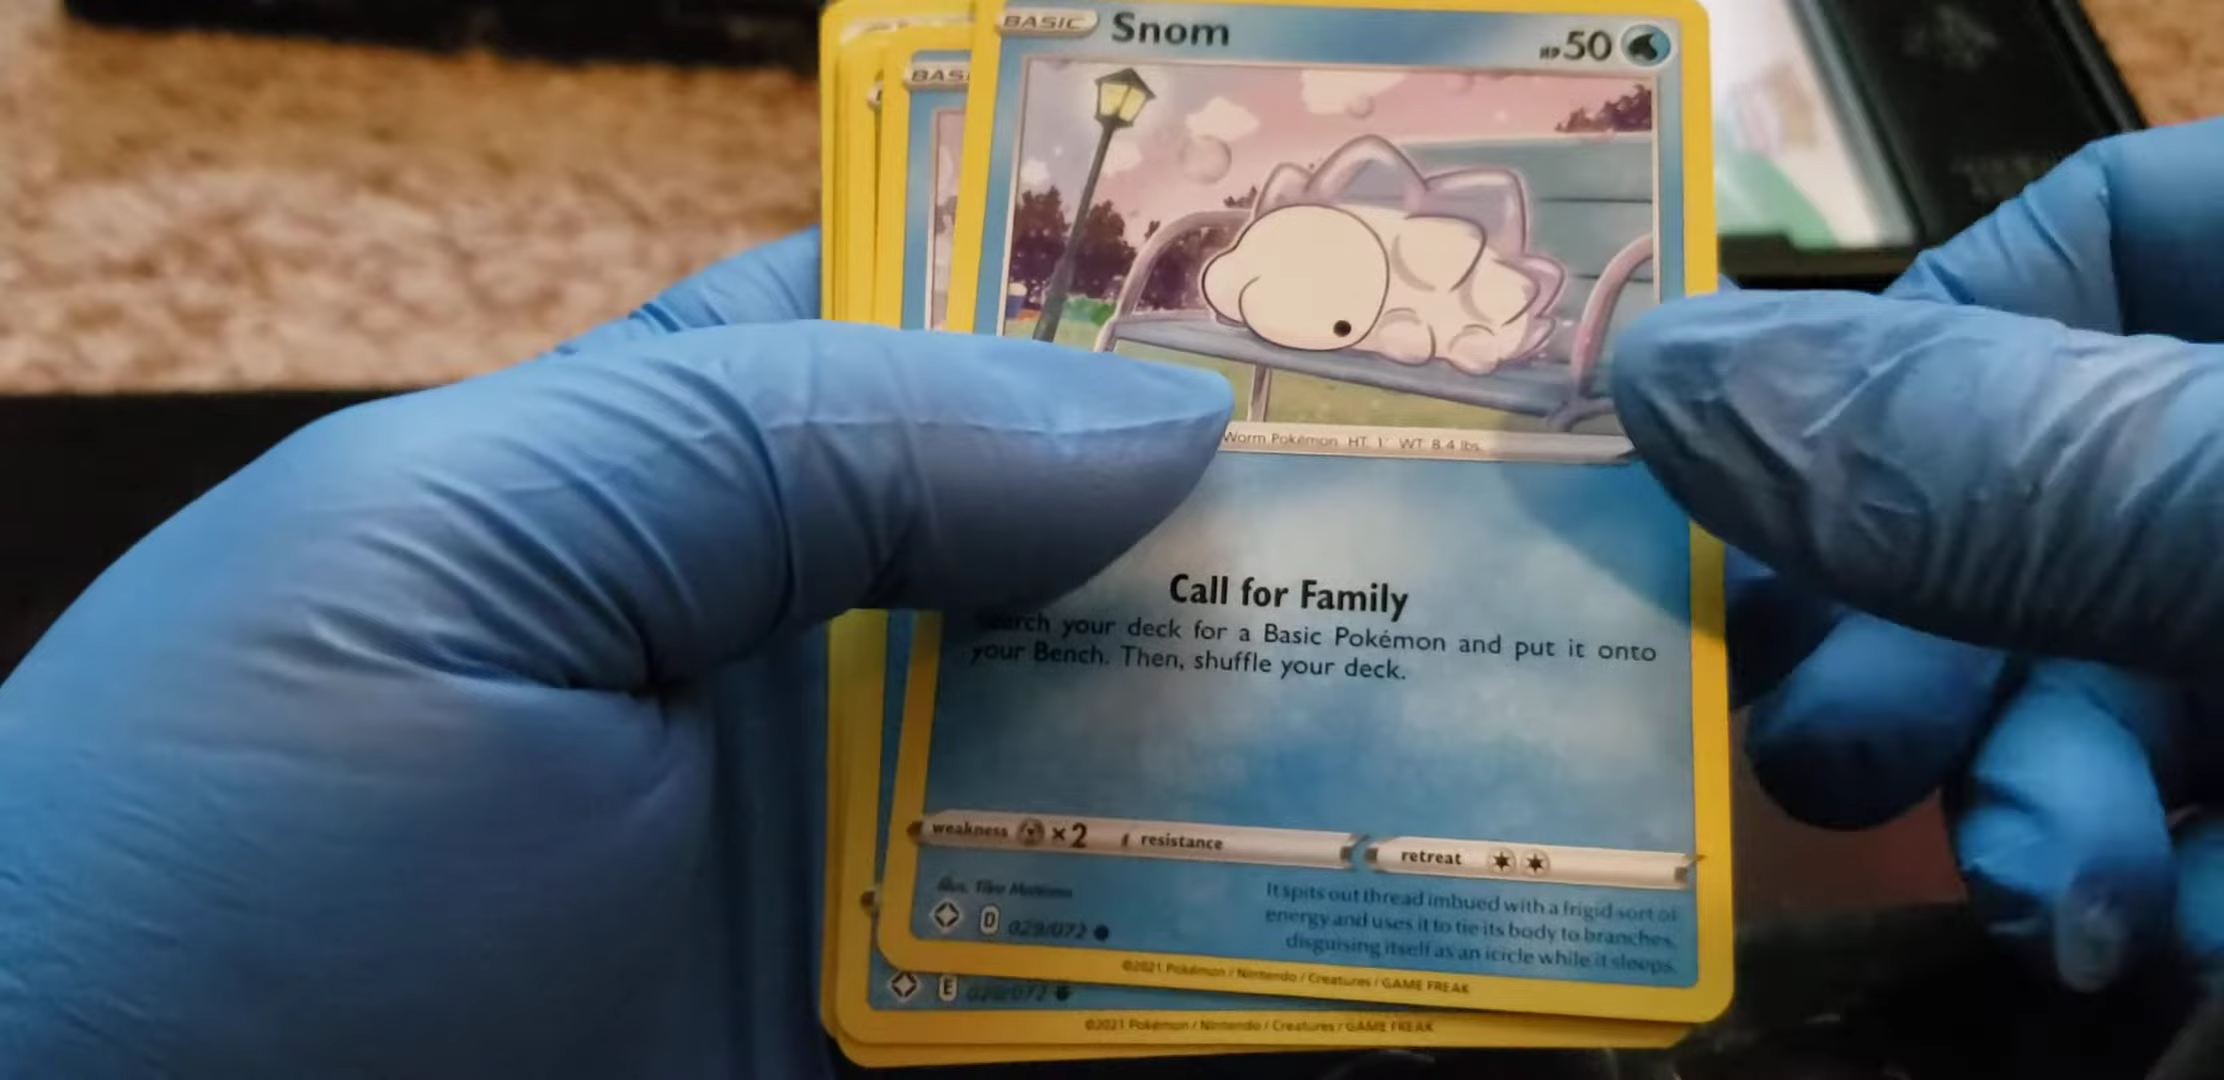 BASIC Snom HP 50
BAS
Worm Pokémon HT. 1' WT: 8.4 lbs.
Call for Family
your deck for a Basic Pokémon and put it onto
your Bench. Then, shuffle your deck.
weakness ×2 resistance retreat
D 029/072
It spits out thread imbued with a frigid sort of
energy and uses it to tie its body to branches,
disguising itself as an icicle while it sleeps.
©2021 Pokémon / Nintendo / Creatures / GAME FREAK
E
©2021 Pokémon / Nintendo / Creatures / GAME FREAK